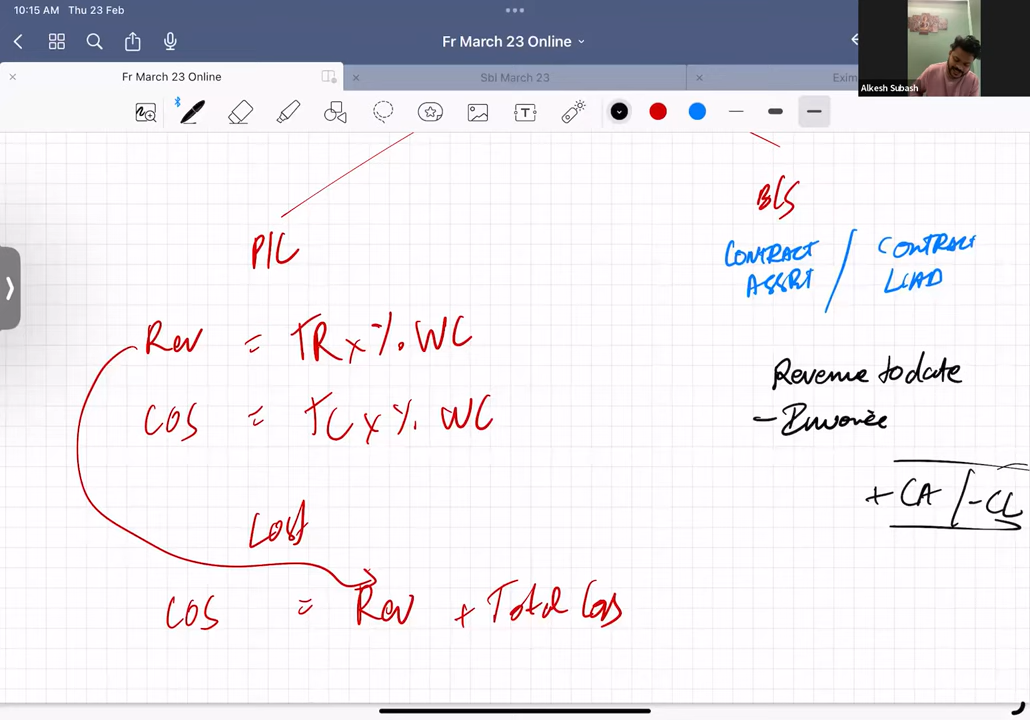 10:15 AM Thu 23 Feb
Fr March 23 Online
Fr March 23 Online
Sbl March 23
Exim
Alkesh Subash
P/L
Rev = TR x %. WC
COS = TC x %. WC
Loss
COS = Rev + Total Loss
B/S
CONTRACT ASSET / CONTRACT LIAB
Revenue to date
- Invoice
+ CA / - CL